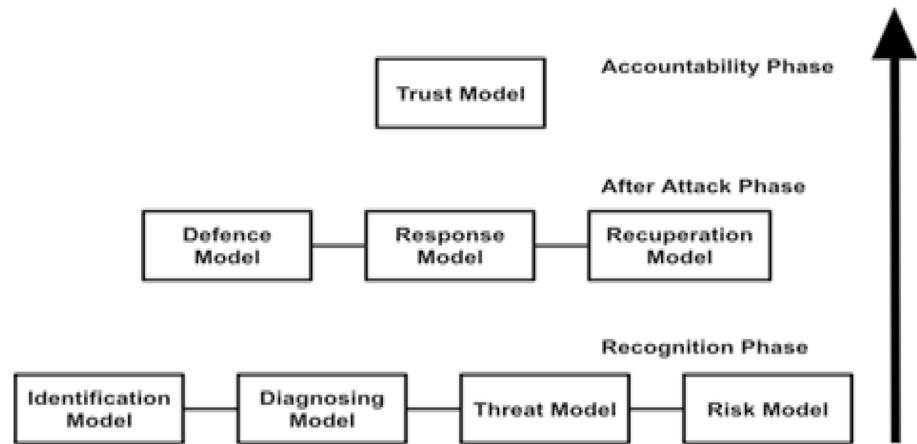 Accountability Phase
Trust Model
After Attack Phase
Defence
Model
Response
Model
Recuperation
Model
Recognition Phase
Identification
Model
Diagnosing
Model
Threat Model
Risk Model